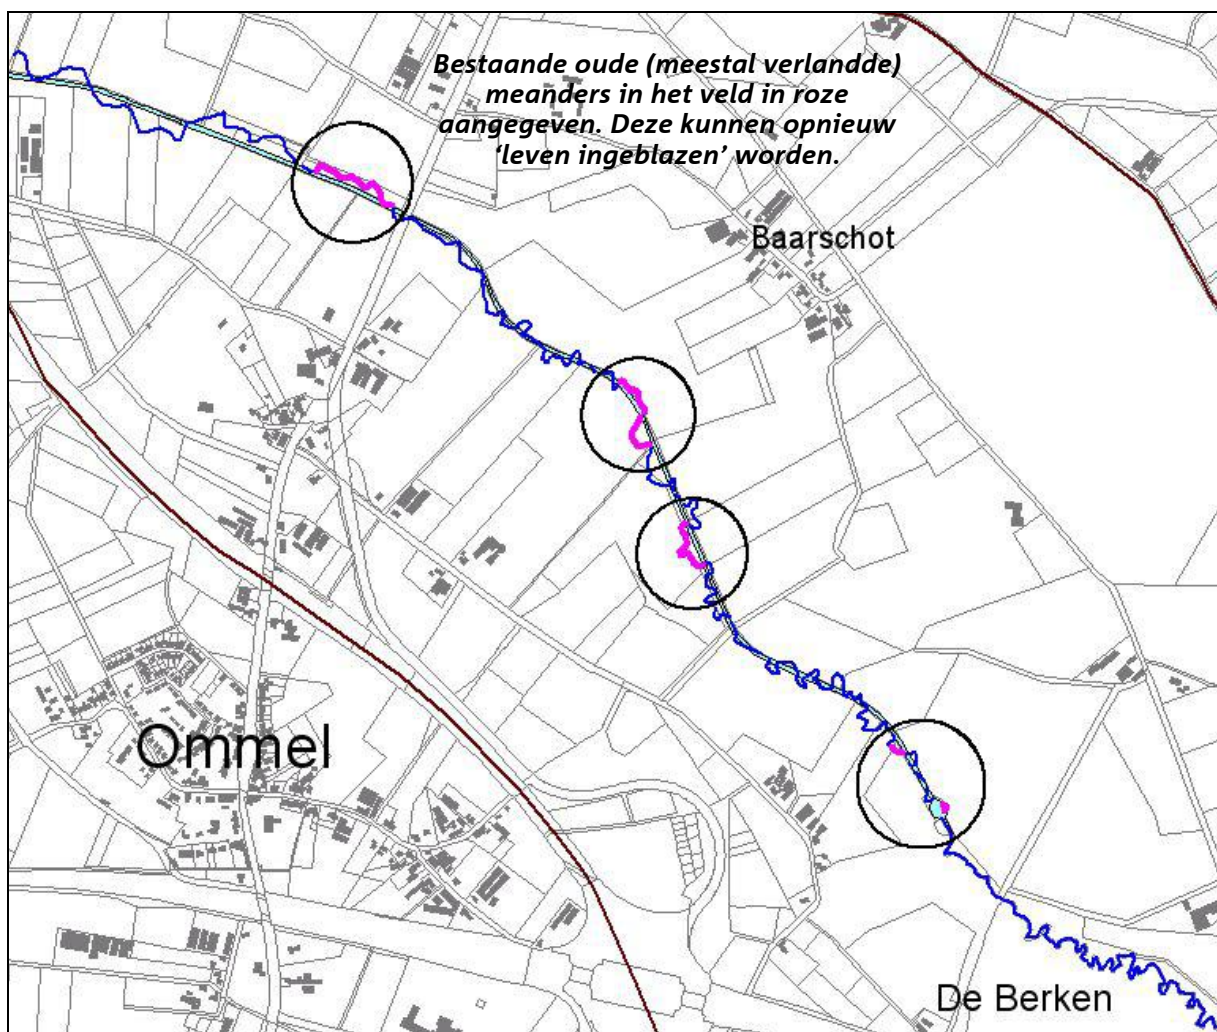 Bestaande oude (meestal verlandde)
meanders in het veld in roze
aangegeven. Deze kunnen opnieuw
‘leven ingeblazen’ worden.
Baarschot
Ommel
De Berken